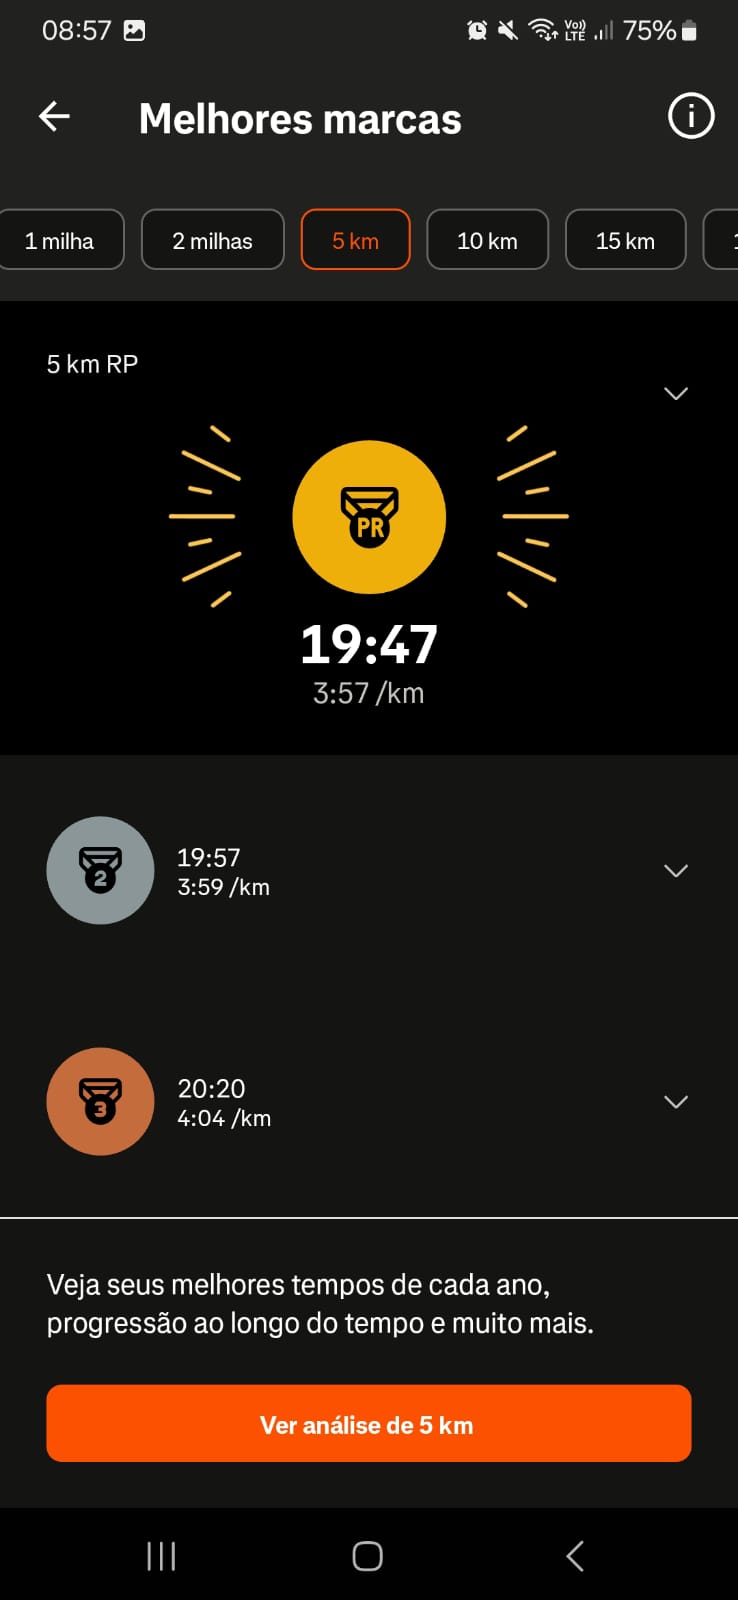 08:57
Vo))
LTE
75%
Melhores marcas
i
1 milha
2 milhas
5 km
10 km
15 km
5 km RP
PR
19:47
3:57 /km
2
19:57
3:59 /km
3
20:20
4:04 /km
Veja seus melhores tempos de cada ano,
progressão ao longo do tempo e muito mais.
Ver análise de 5 km